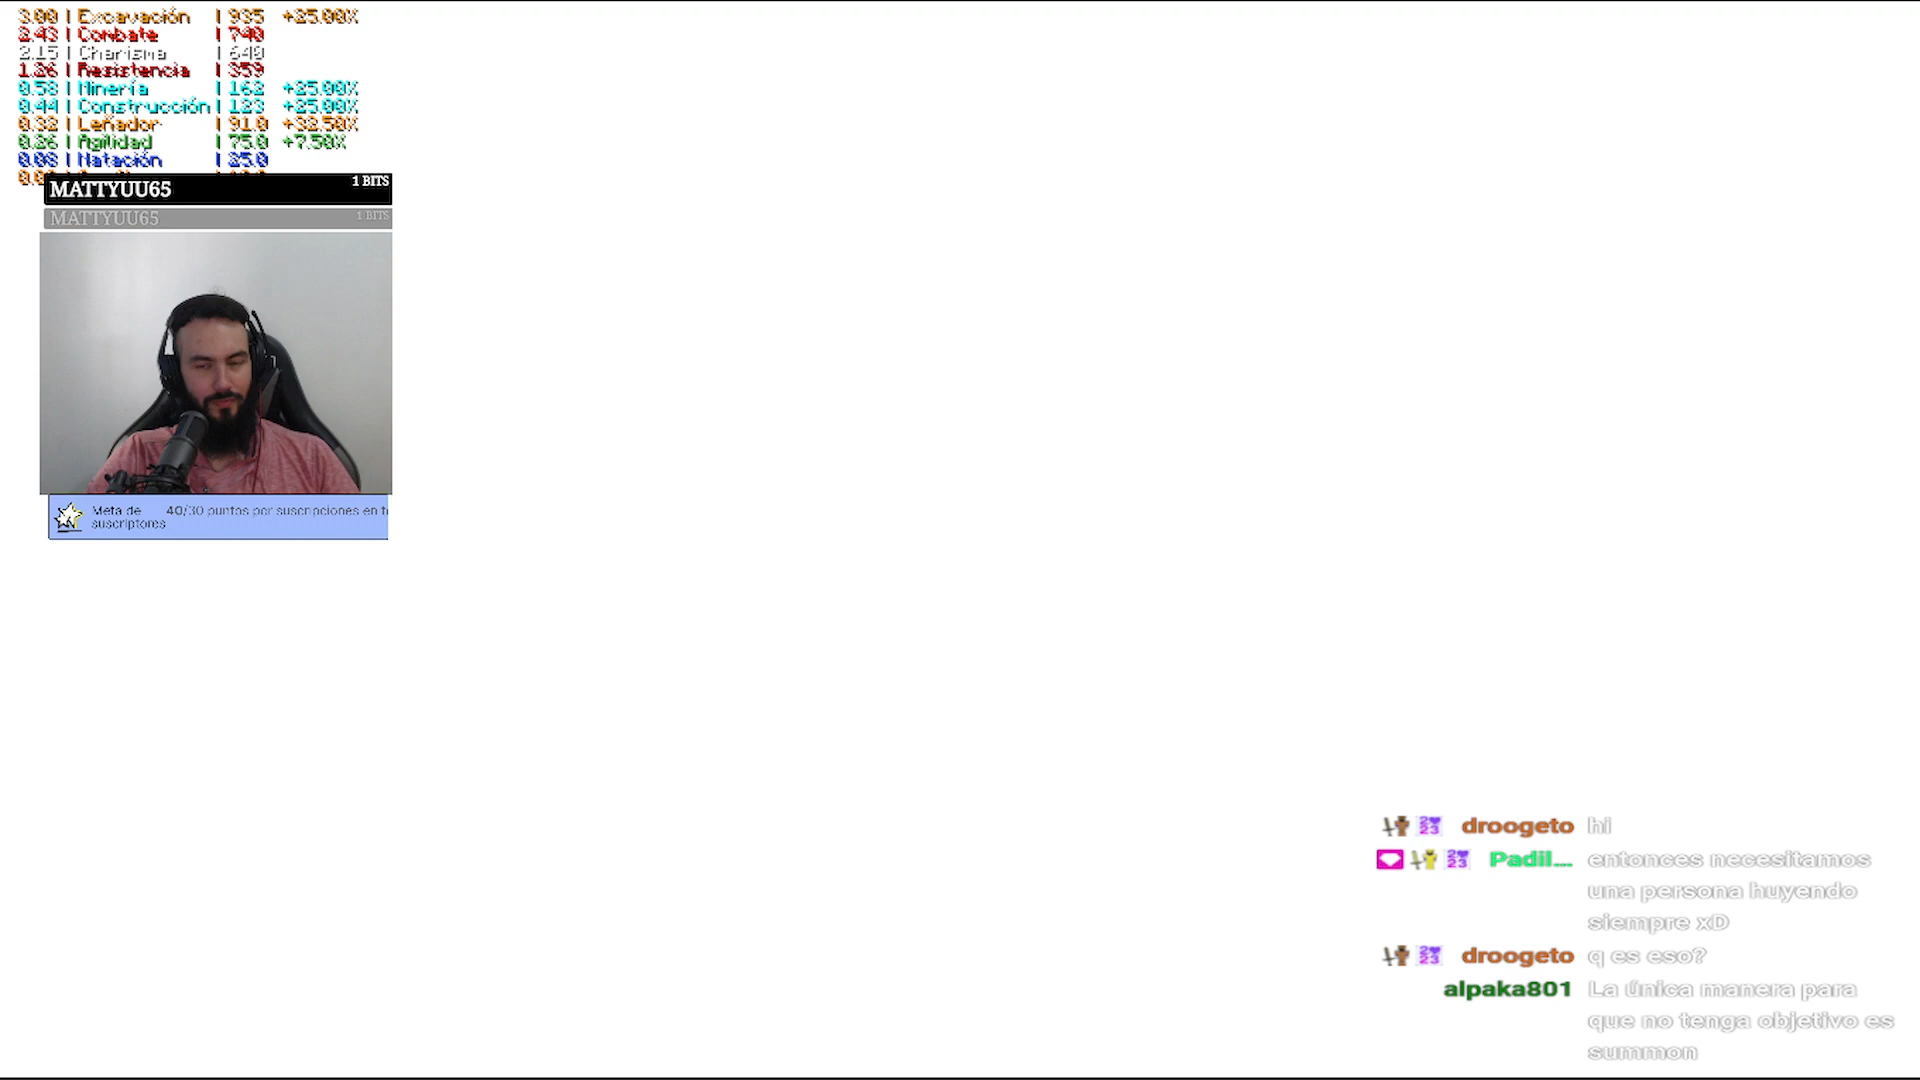 3.00 | Excavación | 935 +25.00%
2.43 | Combate | 740
2.15 | Charisma | 640
1.26 | Resistencia | 359
0.58 | Minería | 162 +25.00%
0.44 | Construcción | 123 +25.00%
0.32 | Leñador | 91.0 +32.50%
0.26 | Agilidad | 75.0 +7.50%
0.08 | Natación | 25.0
MATTYUU65 1 BITS
MATTYUU65 1 BITS
Meta de 40/30 puntos por suscripciones en t
suscriptores
droogeto hi
Padil... entonces necesitamos
una persona huyendo
siempre xD
droogeto q es eso?
alpaka801 La única manera para
que no tenga objetivo es
summon